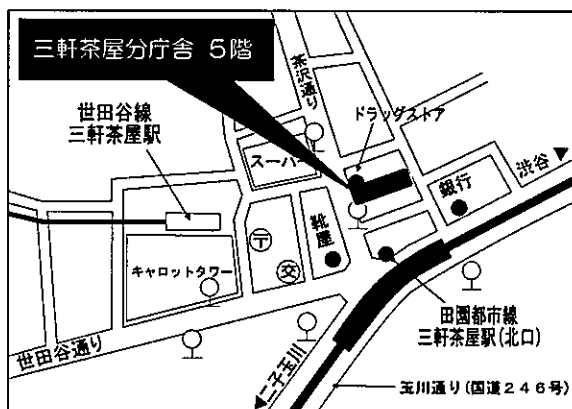 三軒茶屋分庁舎 5階
茶沢通り
ドラッグストア
世田谷線
三軒茶屋駅
スーパー
渋谷
銀行
靴屋
〒
交
キャロットタワー
田園都市線
三軒茶屋駅(北口)
世田谷通り
二子玉川
玉川通り(国道246号)